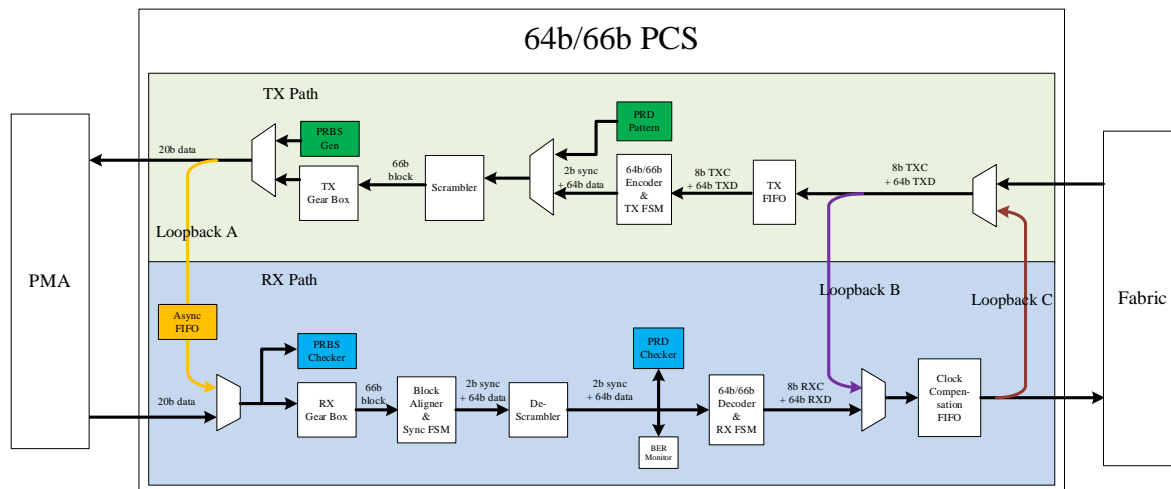 64b/66b PCS
TX Path
PRBS
Gen
PRD
Pattern
20b data
66b
block
Scrambler
2b sync
+ 64b data
64b/66b
Encoder
&
TX FSM
8b TXC
+ 64b TXD
TX
FIFO
8b TXC
+ 64b TXD
TX
Gear Box
Loopback A
PMA
RX Path
Loopback B
Loopback C
Fabric
Async
FIFO
PRBS
Checker
PRD
Checker
20b data
RX
Gear Box
66b
block
Block
Aligner
&
Sync FSM
2b sync
+ 64b data
De-
Scrambler
2b sync
+ 64b data
BER
Monitor
64b/66b
Decoder
&
RX FSM
8b RXC
+ 64b RXD
Clock
Compen-
sation
FIFO